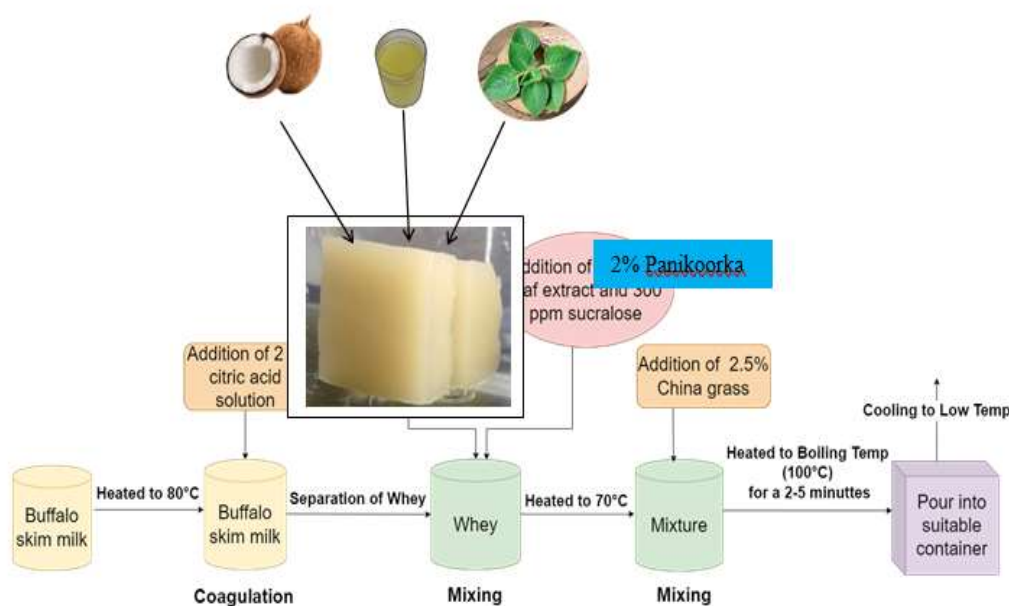 2% Panikoorka
ddition of
af extract and 300
ppm sucralose
Addition of 2
citric acid
solution
Addition of 2.5%
China grass
Cooling to Low Temp
Heated to Boiling Temp
(100°C)
for a 2-5 minuttes
Heated to 80°C
Separation of Whey
Heated to 70°C
Buffalo
skim milk
Buffalo
skim milk
Whey
Mixture
Pour into
suitable
container
Coagulation
Mixing
Mixing